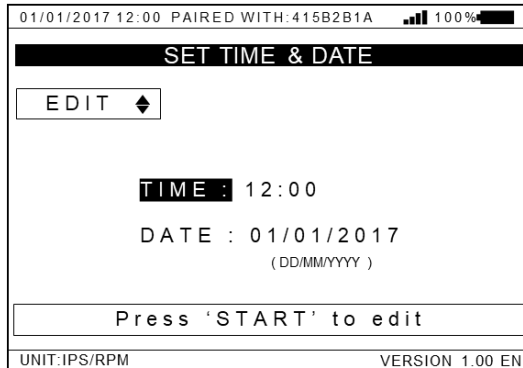 01/01/2017 12:00 PAIRED WITH:415B2B1A 100%
SET TIME & DATE
EDIT
TIME : 12:00
DATE : 01/01/2017
( DD/MM/YYYY )
Press ‘START’ to edit
UNIT:IPS/RPM VERSION 1.00 EN